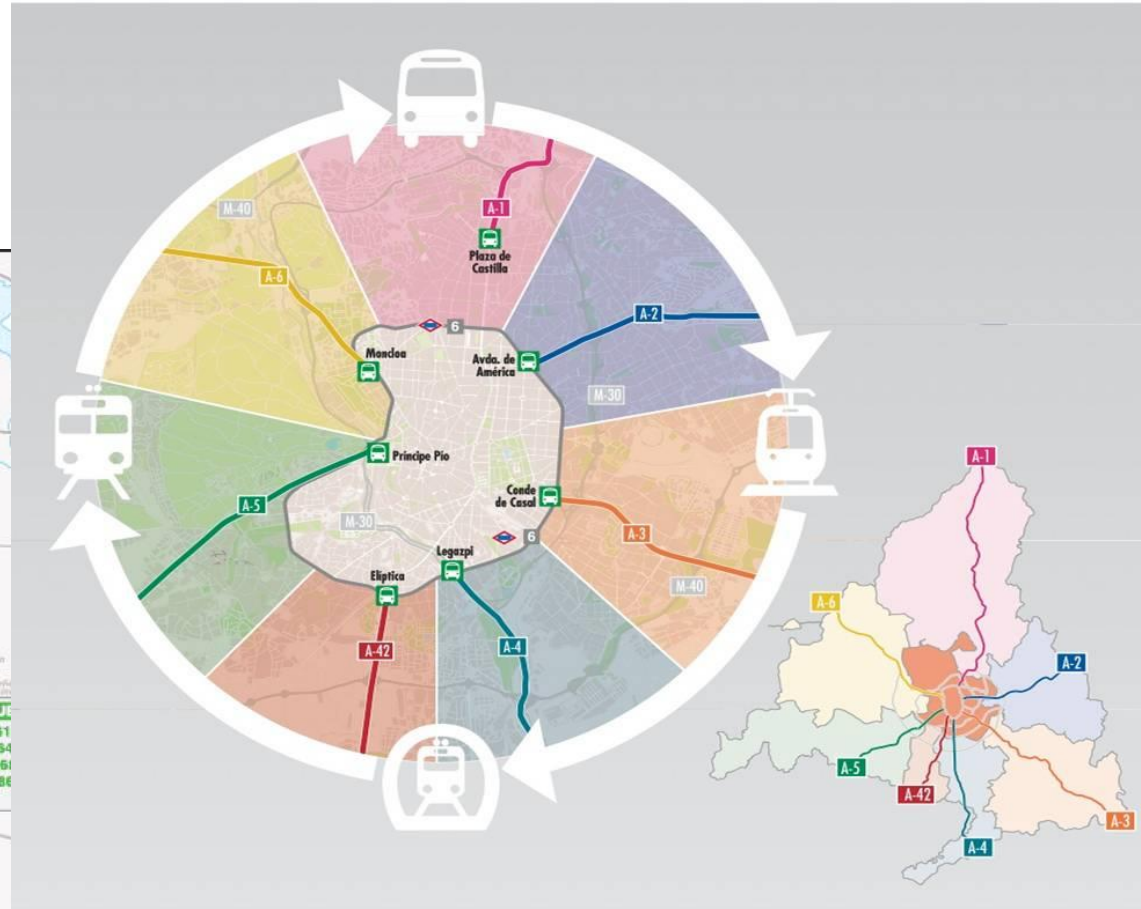 M-40
A-1
Plaza de
Castilla
A-6
A-2
6
Moncloa
Avda. de
América
M-30
Príncipe Pío
A-5
Conde
de Casal
M-30
A-3
6
Legazpi
Elíptica
M-40
A-42
A-4
A-1
A-6
A-2
A-5
A-42
A-3
A-4